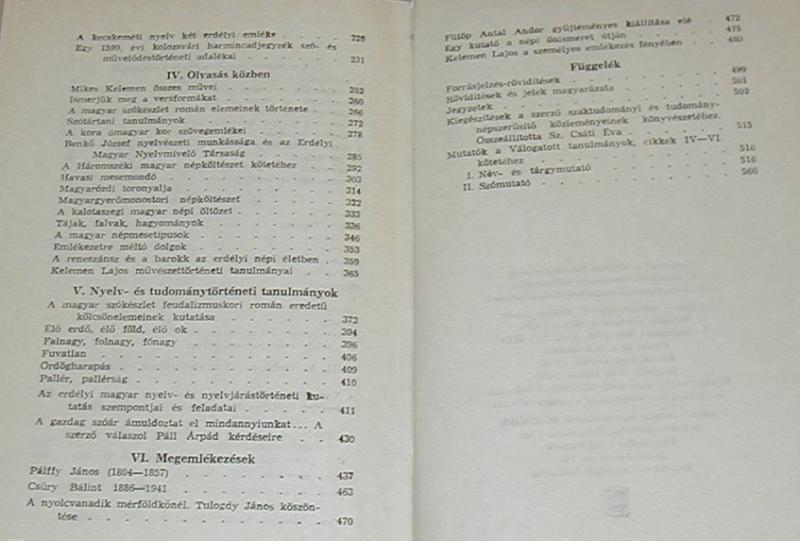 A kecskeméti nyelv két erdélyi emléke . . . . 228
Egy 1599. évi kolozsvári harmincadjegyzék szó- és
művelődéstörténeti adalékai . . . . 231
IV. Olvasás közben
Mikes Kelemen összes művei . . . . 252
Ismerjük meg a versformákat . . . . 260
A magyar szókészlet román elemeinek története . . 266
Szótártani tanulmányok . . . . 272
A kora ómagyar kor szövegemlékei . . . . 278
Benkő József nyelvészeti munkássága és az Erdélyi
Magyar Nyelvmívelő Társaság . . . . 285
A Háromszéki magyar népköltészet kötetéhez . . 292
Havasi mesemondó . . . . 303
Magyarózdi toronyalja . . . . 314
Magyargyerőmonostori népköltészet . . . . 322
A kalotaszegi magyar népi öltözet . . . . 333
Tájak, falvak, hagyományok . . . . 336
A magyar népmesetípusok . . . . 346
Emlékezetre méltó dolgok . . . . 353
A reneszánsz és a barokk az erdélyi népi életben . . 359
Kelemen Lajos művészettörténeti tanulmányai . . 365
V. Nyelv- és tudománytörténeti tanulmányok
A magyar szókészlet feudalizmuskori román eredetű
kölcsönelemeinek kutatása . . . . 372
Élő erdő, élő föld, élő ok . . . . 394
Falnagy, folnagy, fónagy . . . . 396
Fuvatlan . . . . 406
Ördögharapás . . . . 409
Pallér, pallérság . . . . 410
Az erdélyi magyar nyelv- és nyelvjárástörténeti ku-
tatás szempontjai és feladatai . . . . 411
A gazdag szóár ámuldoztat el mindannyiunkat... A
szerző válaszol Páll Árpád kérdéseire . . 430
VI. Megemlékezések
Pálffy János (1804—1857) . . . . 437
Csűry Bálint 1886—1941 . . . . 463
A nyolcvanadik mérföldkőnél. Tulogdy János köszön-
tése . . . . 470
Fülöp Antal Andor gyűjteményes kiállítása elé . 472
Egy kutató a népi önismeret útján . . . . 475
Kelemen Lajos a személyes emlékezés fényében . . 480
Függelék
Forrásjelzés-rövidítések . . . . 499
Rövidítések és jelek magyarázata . . . . 501
Jegyzetek . . . . 502
Kiegészítések a szerző szaktudományi és tudomány-
népszerűsítő közleményeinek könyvészetéhez.
Összeállította Sz. Csáti Éva . . . . 515
Mutatók a Válogatott tanulmányok, cikkek IV—VI.
kötetéhez . . . . 516
I. Név- és tárgymutató . . . . 516
II. Szómutató . . . . 566